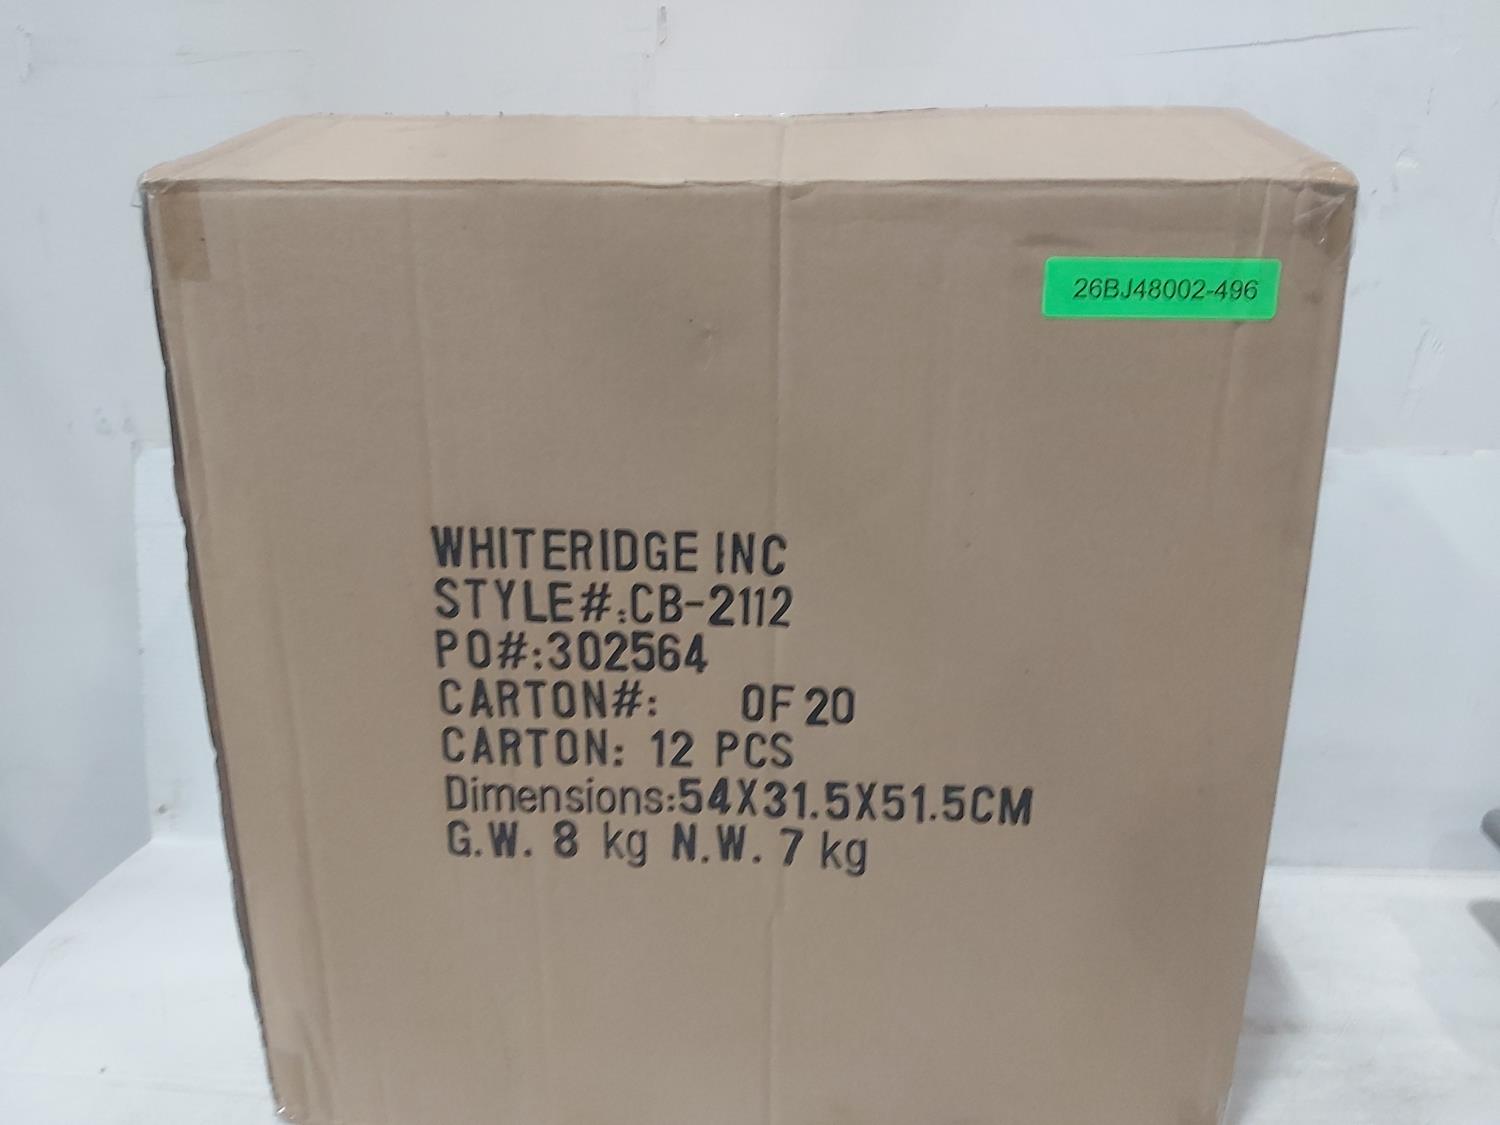 26BJ48002-496
WHITERIDGE INC
STYLE#:CB-2112
PO#:302564
CARTON#: OF 20
CARTON: 12 PCS
Dimensions:54X31.5X51.5CM
G.W. 8 kg N.W. 7 kg